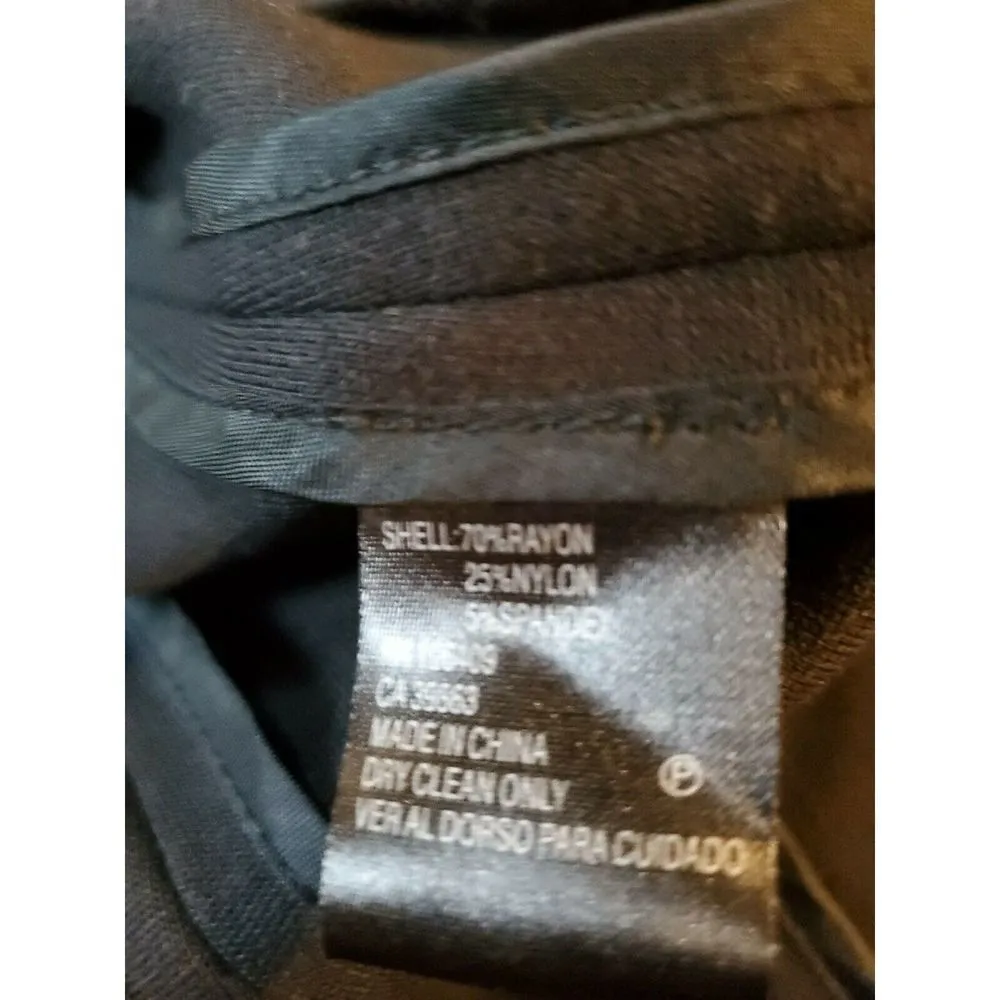 SHELL:70%RAYON
25%NYLON
5%SPANDEX
CA 39863
MADE IN CHINA
DRY CLEAN ONLY
P
VER AL DORSO PARA CUIDADO